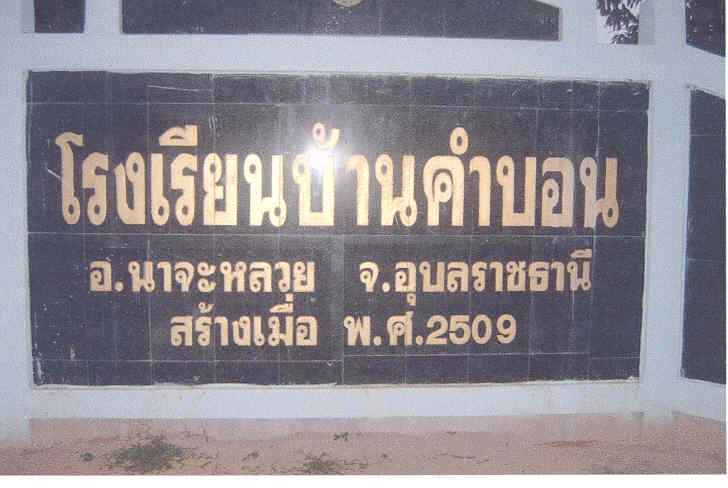 โรงเรียนบ้านคำบอน
อ.นาจะหลวย จ.อุบลราชธานี
สร้างเมื่อ พ.ศ.2509